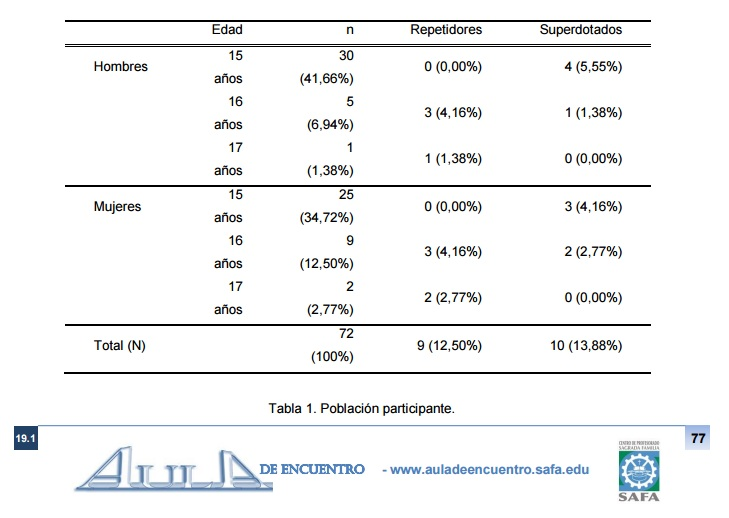 Edad n Repetidores Superdotados
Hombres 15 años 30 (41,66%) 0 (0,00%) 4 (5,55%)
16 años 5 (6,94%) 3 (4,16%) 1 (1,38%)
17 años 1 (1,38%) 1 (1,38%) 0 (0,00%)
Mujeres 15 años 25 (34,72%) 0 (0,00%) 3 (4,16%)
16 años 9 (12,50%) 3 (4,16%) 2 (2,77%)
17 años 2 (2,77%) 2 (2,77%) 0 (0,00%)
Total (N) 72 (100%) 9 (12,50%) 10 (13,88%)
Tabla 1. Población participante.
19.1
77
AULA DE ENCUENTRO - www.auladeencuentro.safa.edu
CENTRO DE PROFESORADO
SAGRADA FAMILIA
SAFA